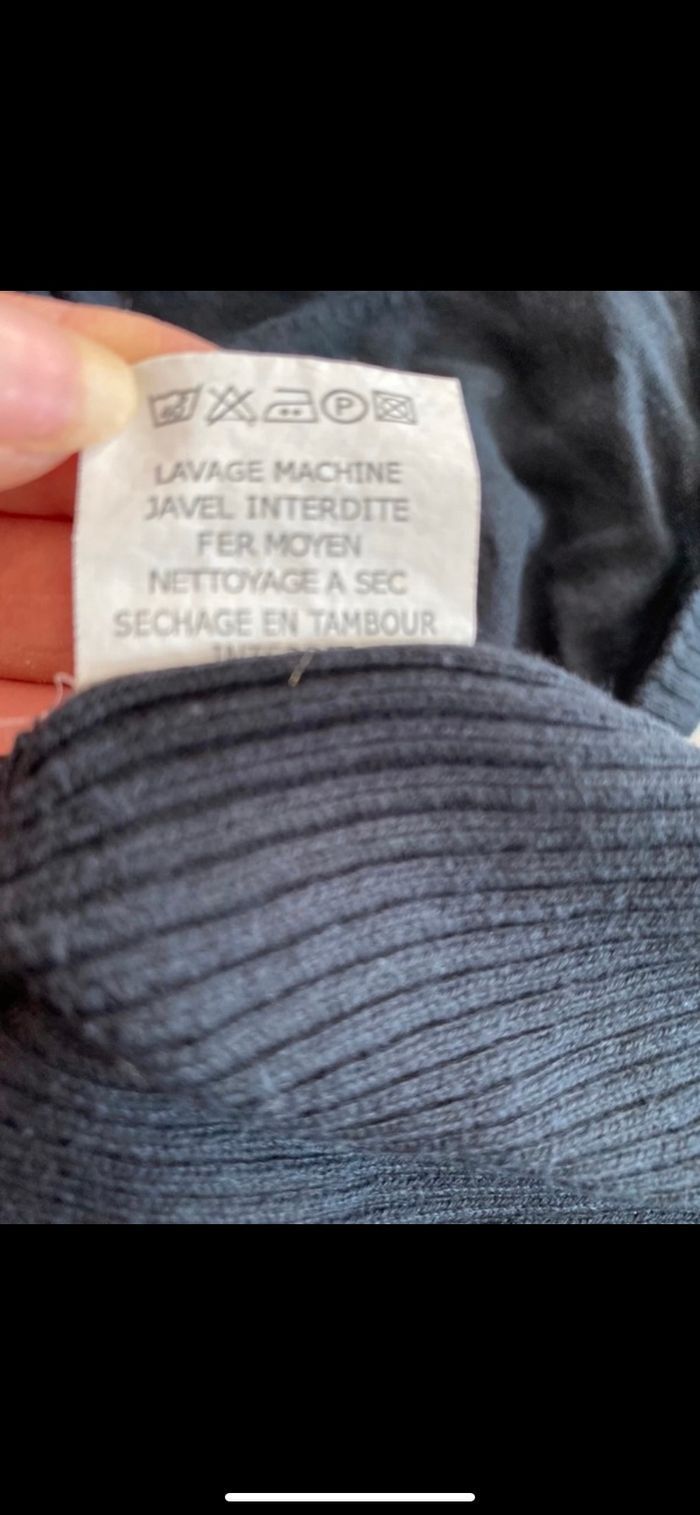 P
LAVAGE MACHINE
JAVEL INTERDITE
FER MOYEN
NETTOYAGE A SEC
SECHAGE EN TAMBOUR